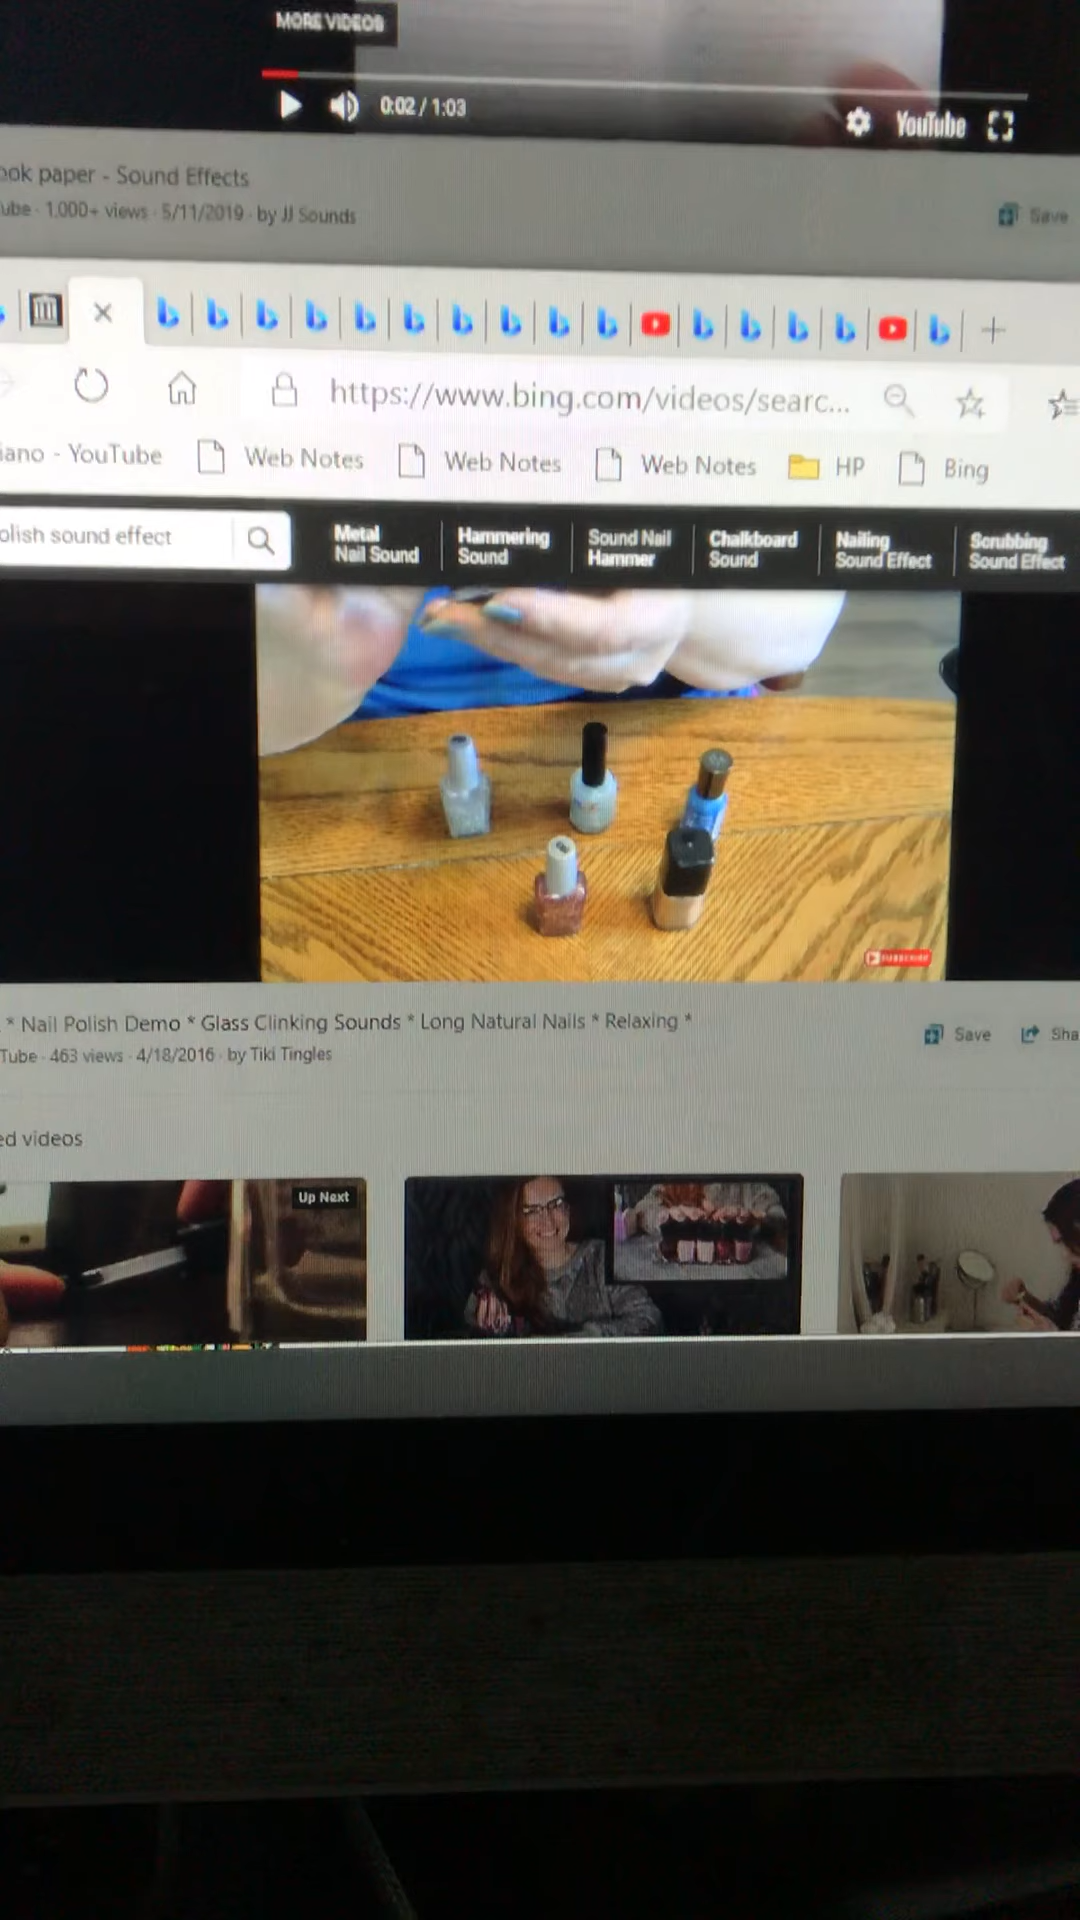 MORE VIDEOS
0:02 / 1:03
YouTube
ook paper - Sound Effects
ube · 1,000+ views · 5/11/2019 · by JJ Sounds
Save
https://www.bing.com/videos/searc...
iano - YouTube
Web Notes
Web Notes
Web Notes
HP
Bing
olish sound effect
Metal
Nail Sound
Hammering
Sound
Sound Nail
Hammer
Chalkboard
Sound
Nailing
Sound Effect
Scrubbing
Sound Effect
SUBSCRIBE
* Nail Polish Demo * Glass Clinking Sounds * Long Natural Nails * Relaxing *
Tube · 463 views · 4/18/2016 · by Tiki Tingles
Save
Sha
ed videos
Up Next